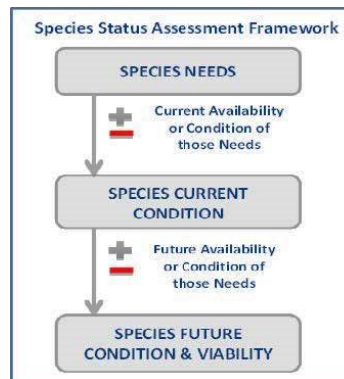 Species Status Assessment Framework
SPECIES NEEDS
Current Availability
or Condition of
those Needs
SPECIES CURRENT
CONDITION
Future Availability
or Condition of
those Needs
SPECIES FUTURE
CONDITION & VIABILITY